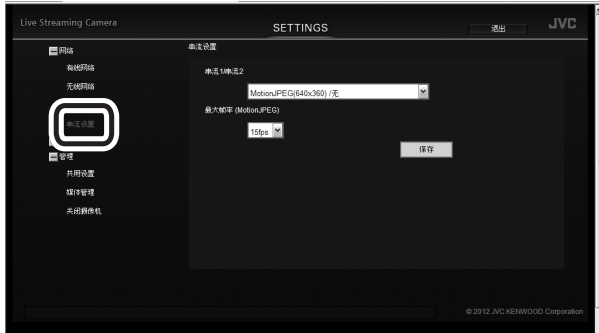 Live Streaming Camera
SETTINGS
退出
JVC
网络
有线网络
无线网络
串流设置
管理
共用设置
媒体管理
关闭摄像机
串流设置
串流1/串流2
MotionJPEG(640x360) /无
最大帧率 (MotionJPEG)
15fps
保存
© 2012 JVC KENWOOD Corporation